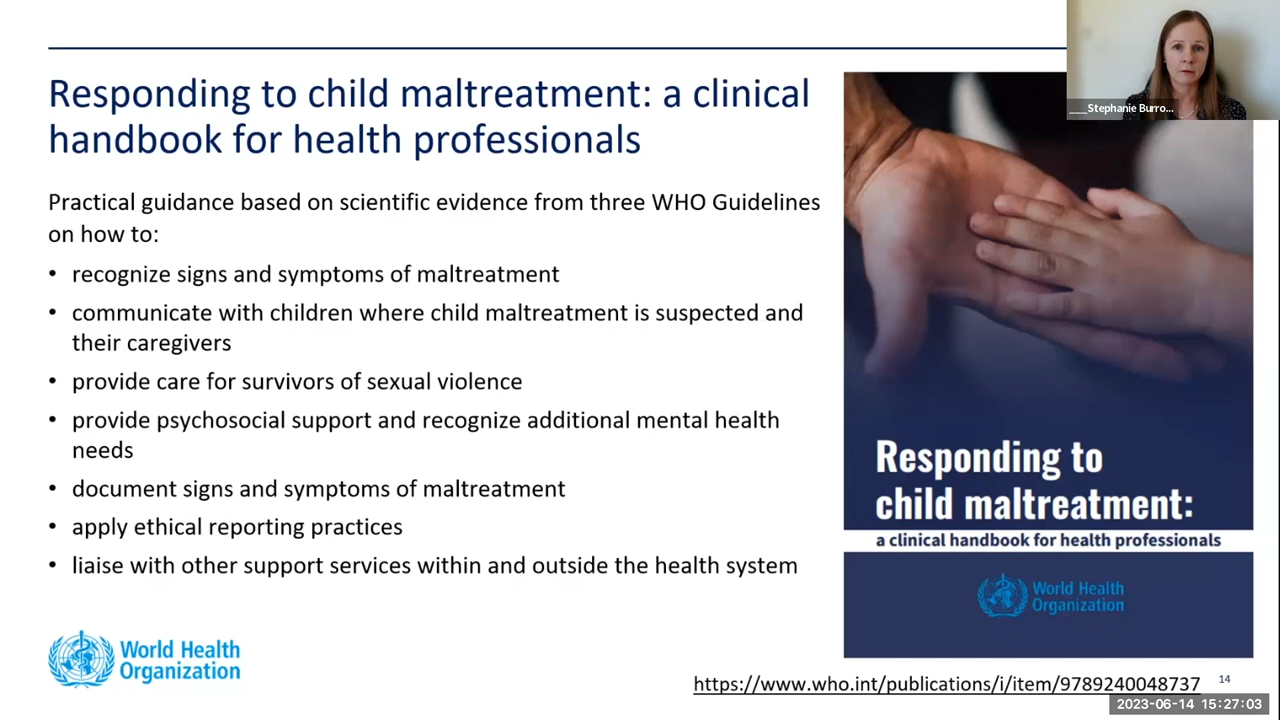 Responding to child maltreatment: a clinical
handbook for health professionals
Practical guidance based on scientific evidence from three WHO Guidelines
on how to:
• recognize signs and symptoms of maltreatment
• communicate with children where child maltreatment is suspected and
their caregivers
• provide care for survivors of sexual violence
• provide psychosocial support and recognize additional mental health
needs
• document signs and symptoms of maltreatment
• apply ethical reporting practices
• liaise with other support services within and outside the health system
World Health
Organization
___Stephanie Burro...
Responding to
child maltreatment:
a clinical handbook for health professionals
World Health
Organization
https://www.who.int/publications/i/item/9789240048737
14
2023-06-14 15:27:03